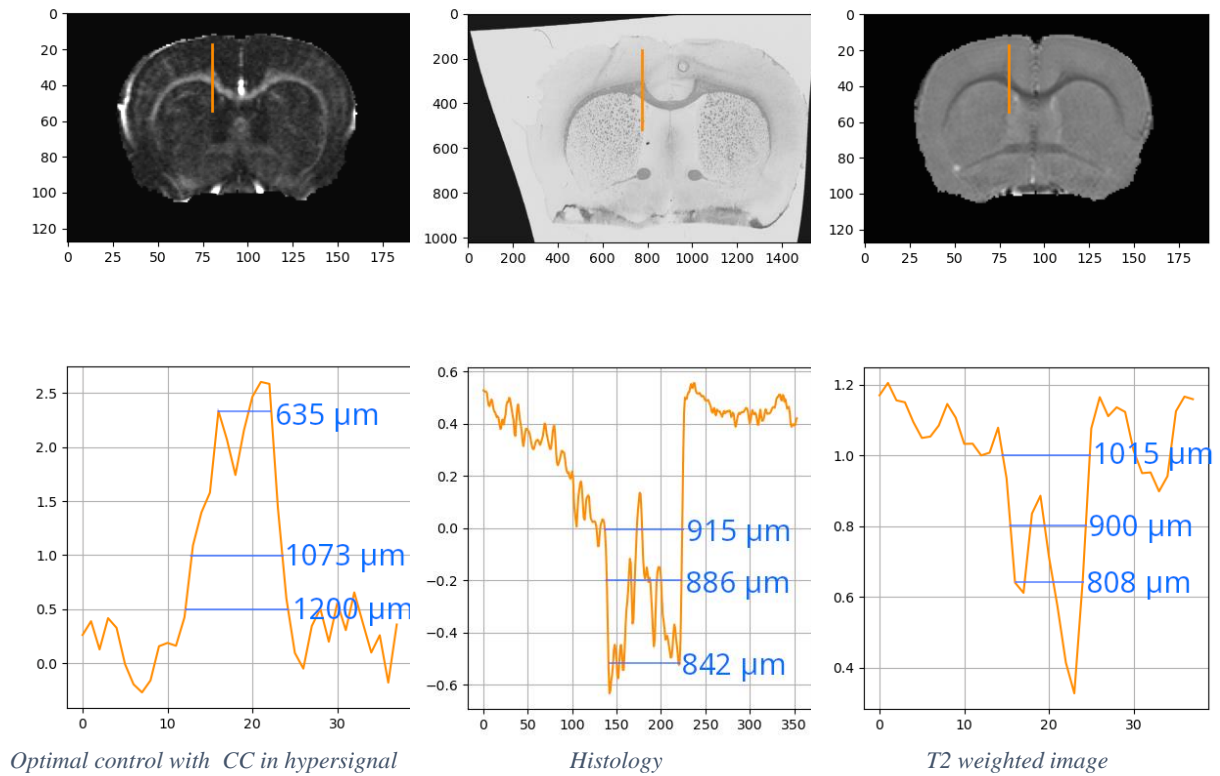 0
20
40
60
80
100
120
0 25 50 75 100 125 150 175
0
200
400
600
800
1000
0 200 400 600 800 1000 1200 1400
0
20
40
60
80
100
120
0 25 50 75 100 125 150 175
2.5
2.0
1.5
1.0
0.5
0.0
635 µm
1073 µm
1200 µm
0 10 20 30
0.6
0.4
0.2
0.0
−0.2
−0.4
−0.6
915 µm
886 µm
842 µm
0 50 100 150 200 250 300 350
1.2
1.0
0.8
0.6
0.4
1015 µm
900 µm
808 µm
0 10 20 30
Optimal control with CC in hypersignal
Histology
T2 weighted image